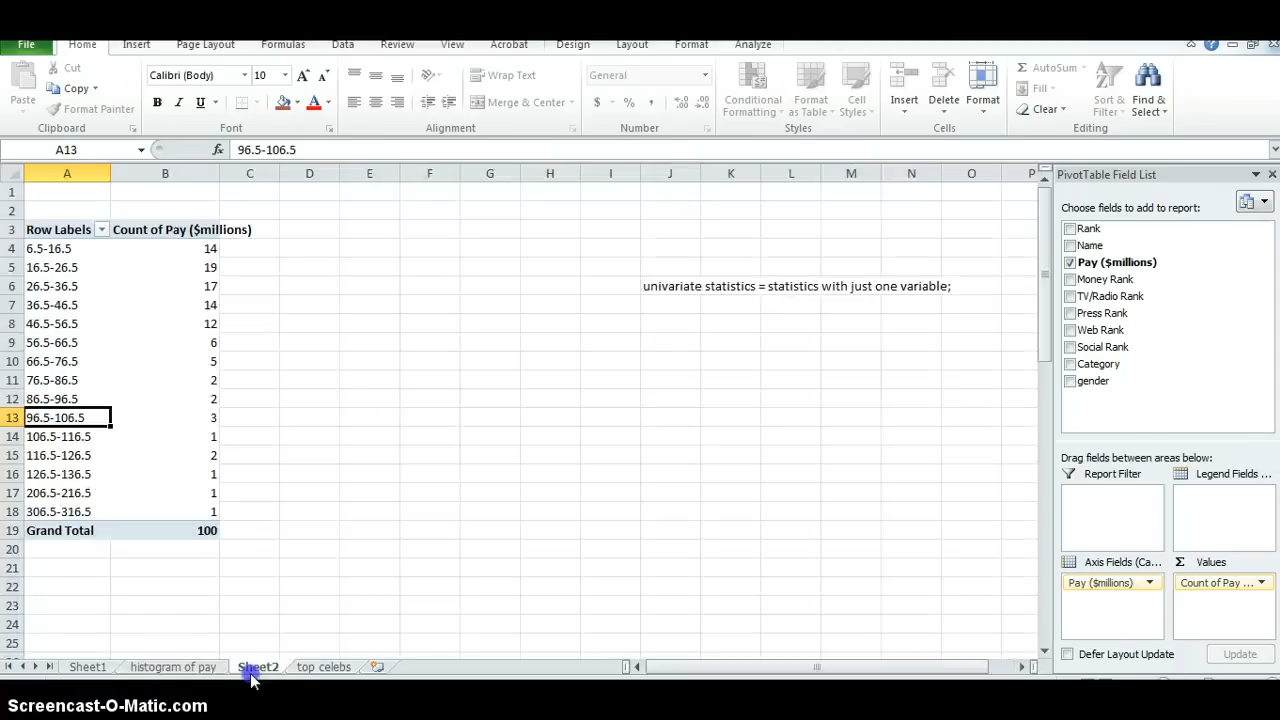 File Home Insert Page Layout Formulas Data Review View Acrobat Design Layout Format Analyze
Cut
Copy
Format Painter
Paste
Clipboard
Calibri (Body) 10
B I U
Font
Wrap Text
Merge & Center
Alignment
General
$ % ,
Number
Conditional Formatting
Format as Table
Cell Styles
Styles
Insert Delete Format
Cells
AutoSum
Fill
Clear
Sort & Filter
Find & Select
Editing
A13 fx 96.5-106.5
A B C D E F G H I J K L M N O P
1
2
3 Row Labels Count of Pay ($millions)
4 6.5-16.5 14
5 16.5-26.5 19
6 26.5-36.5 17 univariate statistics = statistics with just one variable;
7 36.5-46.5 14
8 46.5-56.5 12
9 56.5-66.5 6
10 66.5-76.5 5
11 76.5-86.5 2
12 86.5-96.5 2
13 96.5-106.5 3
14 106.5-116.5 1
15 116.5-126.5 2
16 126.5-136.5 1
17 206.5-216.5 1
18 306.5-316.5 1
19 Grand Total 100
20
21
22
23
24
25
PivotTable Field List
Choose fields to add to report:
Rank
Name
Pay ($millions)
Money Rank
TV/Radio Rank
Press Rank
Web Rank
Social Rank
Category
gender
Drag fields between areas below:
Report Filter Legend Fields ...
Axis Fields (Ca... Σ Values
Pay ($millions) Count of Pay ...
Defer Layout Update Update
Sheet1 histogram of pay Sheet2 top celebs
Screencast-O-Matic.com